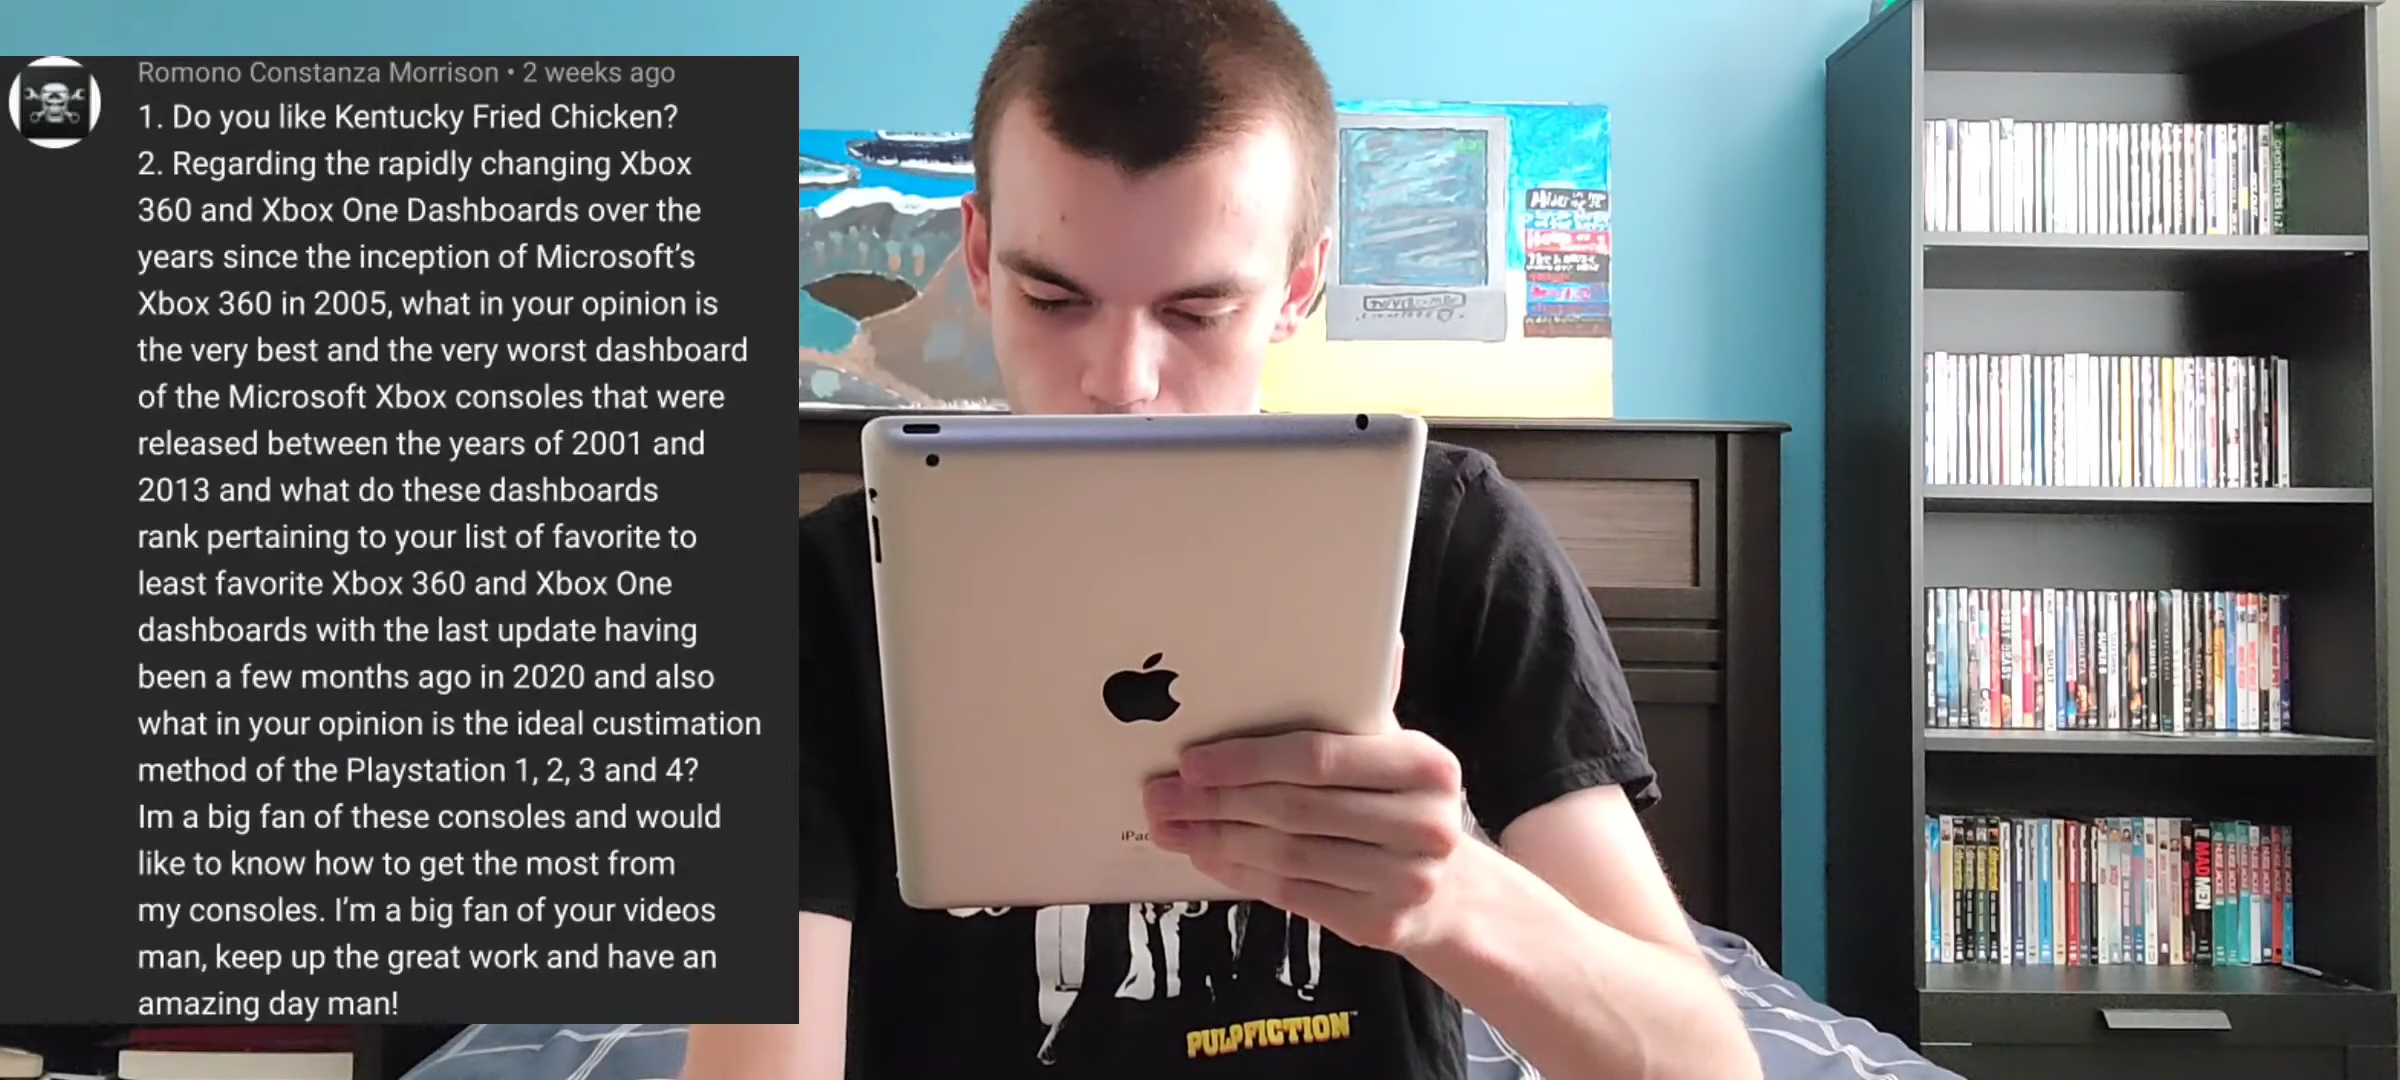 Romono Constanza Morrison • 2 weeks ago
1. Do you like Kentucky Fried Chicken?
2. Regarding the rapidly changing Xbox
360 and Xbox One Dashboards over the
years since the inception of Microsoft’s
Xbox 360 in 2005, what in your opinion is
the very best and the very worst dashboard
of the Microsoft Xbox consoles that were
released between the years of 2001 and
2013 and what do these dashboards
rank pertaining to your list of favorite to
least favorite Xbox 360 and Xbox One
dashboards with the last update having
been a few months ago in 2020 and also
what in your opinion is the ideal custimation
method of the Playstation 1, 2, 3 and 4?
Im a big fan of these consoles and would
like to know how to get the most from
my consoles. I’m a big fan of your videos
man, keep up the great work and have an
amazing day man!
PULP FICTION
SPLIT
MAD MEN